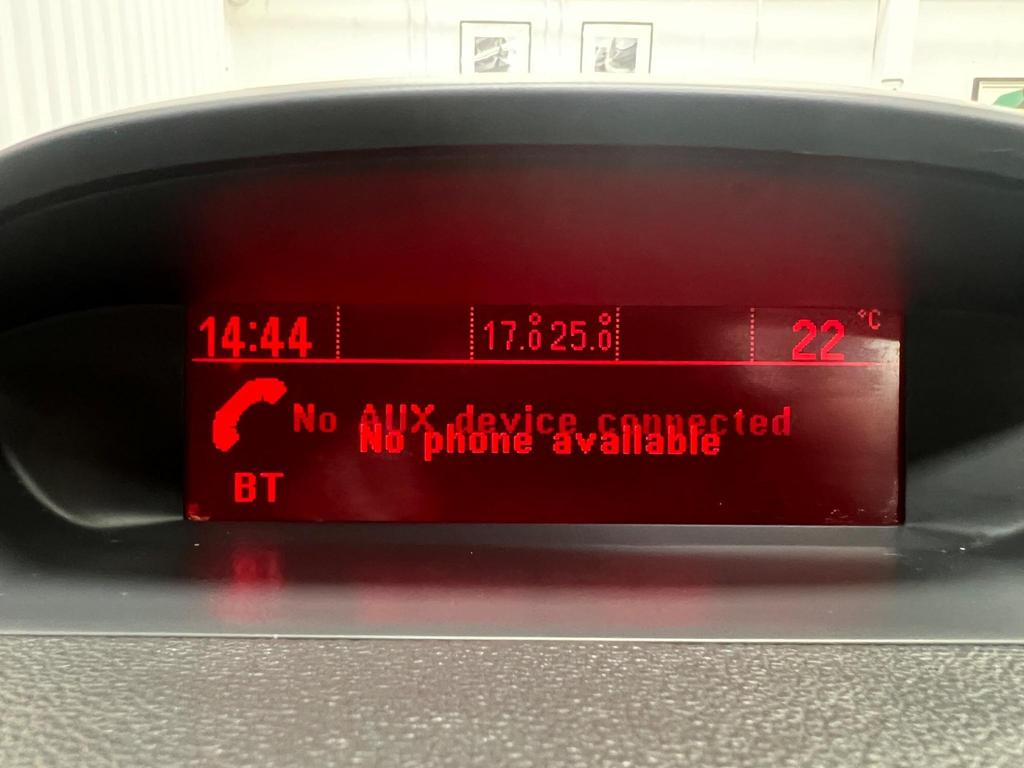 14:44 17.0° 25.0° 22 °C
No AUX device connected
No phone available
BT